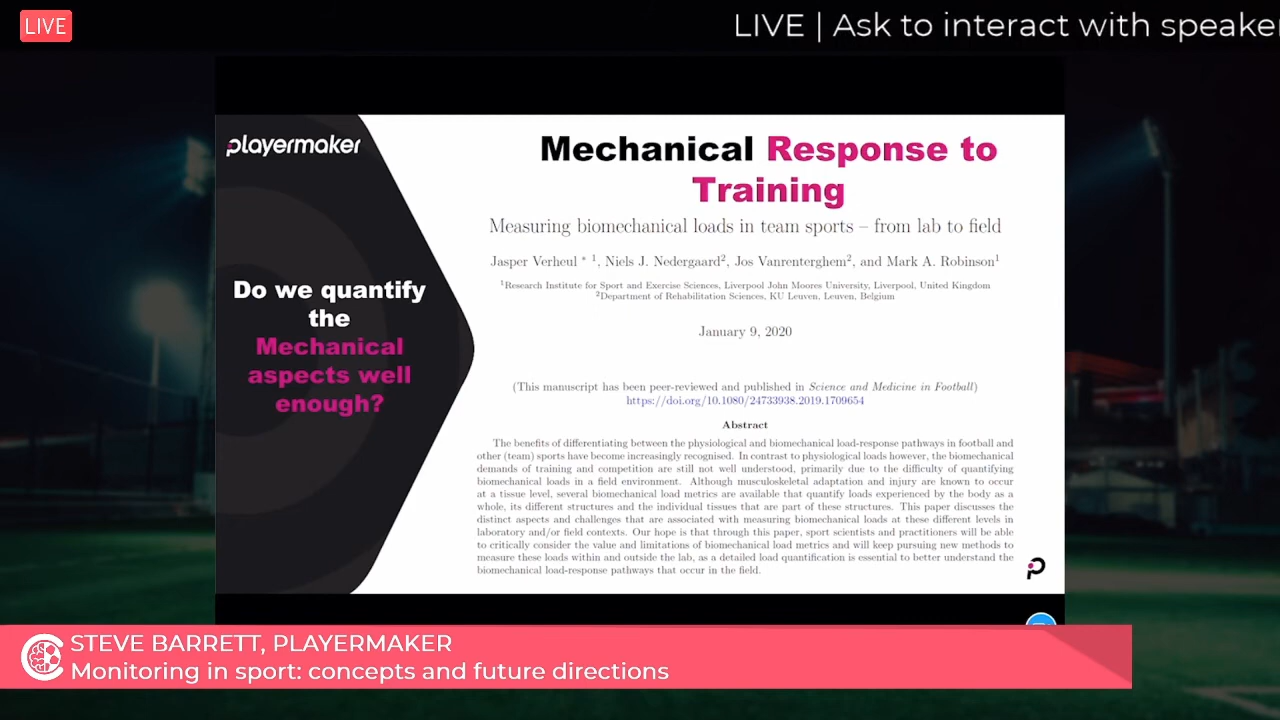 LIVE
LIVE | Ask to interact with speake
playermaker
Do we quantify
the
Mechanical
aspects well
enough?
Mechanical Response to
Training
Measuring biomechanical loads in team sports – from lab to field
Jasper Verheul * 1, Niels J. Nedergaard2, Jos Vanrenterghem2, and Mark A. Robinson1
1Research Institute for Sport and Exercise Sciences, Liverpool John Moores University, Liverpool, United Kingdom
2Department of Rehabilitation Sciences, KU Leuven, Leuven, Belgium
January 9, 2020
(This manuscript has been peer-reviewed and published in Science and Medicine in Football)
https://doi.org/10.1080/24733938.2019.1709654
Abstract
The benefits of differentiating between the physiological and biomechanical load-response pathways in football and
other (team) sports have become increasingly recognised. In contrast to physiological loads however, the biomechanical
demands of training and competition are still not well understood, primarily due to the difficulty of quantifying
biomechanical loads in a field environment. Although musculoskeletal adaptation and injury are known to occur
at a tissue level, several biomechanical load metrics are available that quantify loads experienced by the body as a
whole, its different structures and the individual tissues that are part of these structures. This paper discusses the
distinct aspects and challenges that are associated with measuring biomechanical loads at these different levels in
laboratory and/or field contexts. Our hope is that through this paper, sport scientists and practitioners will be able
to critically consider the value and limitations of biomechanical load metrics and will keep pursuing new methods to
measure these loads within and outside the lab, as a detailed load quantification is essential to better understand the
biomechanical load-response pathways that occur in the field.
STEVE BARRETT, PLAYERMAKER
Monitoring in sport: concepts and future directions